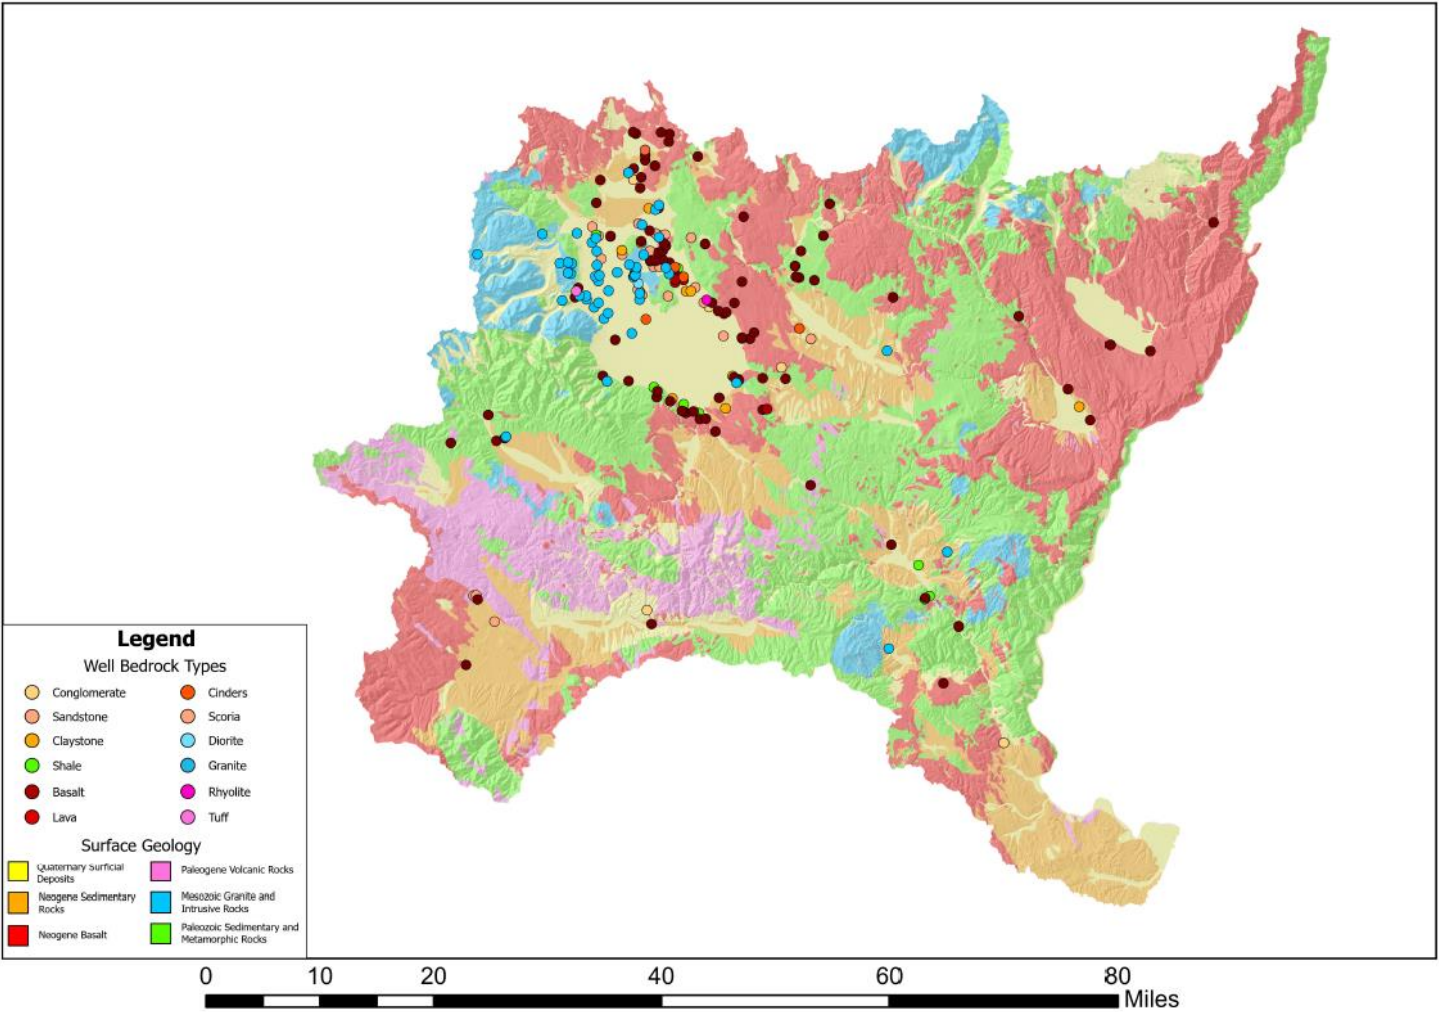 Legend
Well Bedrock Types
Conglomerate
Cinders
Sandstone
Scoria
Claystone
Diorite
Shale
Granite
Basalt
Rhyolite
Lava
Tuff
Surface Geology
Quaternary Surficial
Deposits
Paleogene Volcanic Rocks
Neogene Sedimentary
Rocks
Mesozoic Granite and
Intrusive Rocks
Neogene Basalt
Paleozoic Sedimentary and
Metamorphic Rocks
0 10 20 40 60 80
Miles